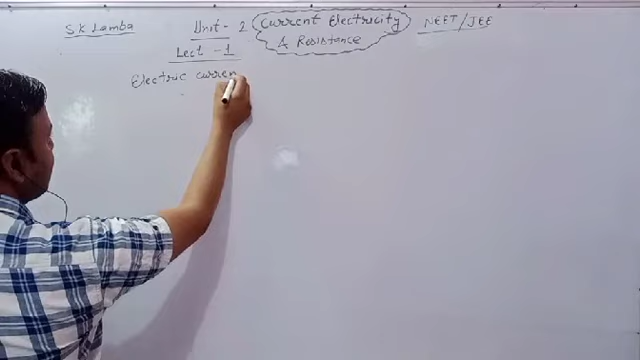 S.K Lamba
Unit - 2 Current Electricity NEET/JEE
Lect - 1 & Resistance
Electric curren